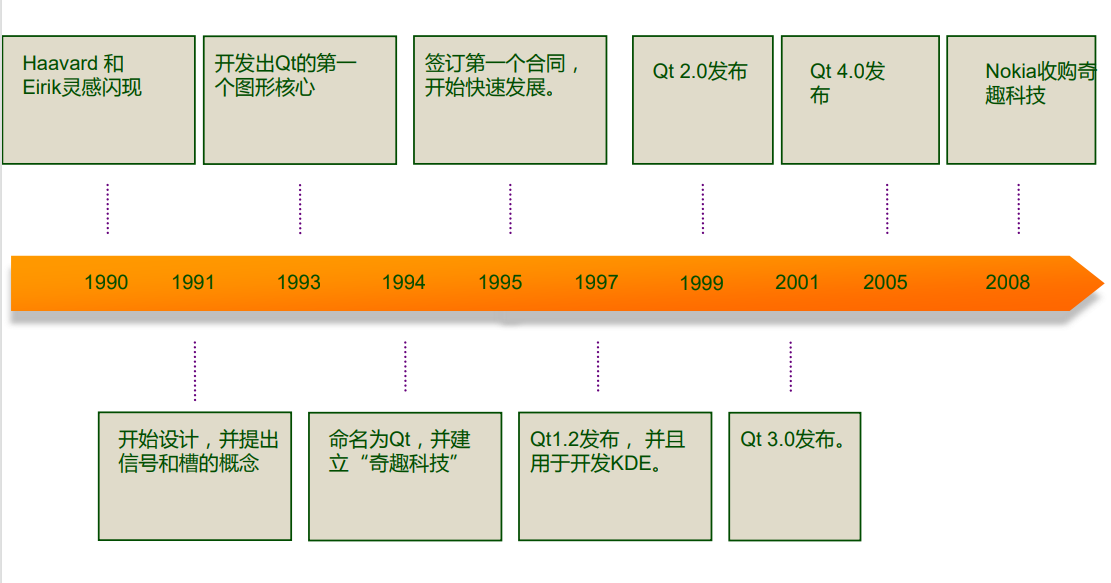 Haavard 和
Eirik灵感闪现
开发出Qt的第一
个图形核心
签订第一个合同，
开始快速发展。
Qt 2.0发布
Qt 4.0发
布
Nokia收购奇
趣科技
1990
1991
1993
1994
1995
1997
1999
2001
2005
2008
开始设计，并提出
信号和槽的概念
命名为Qt，并建
立“奇趣科技”
Qt1.2发布， 并且
用于开发KDE。
Qt 3.0发布。